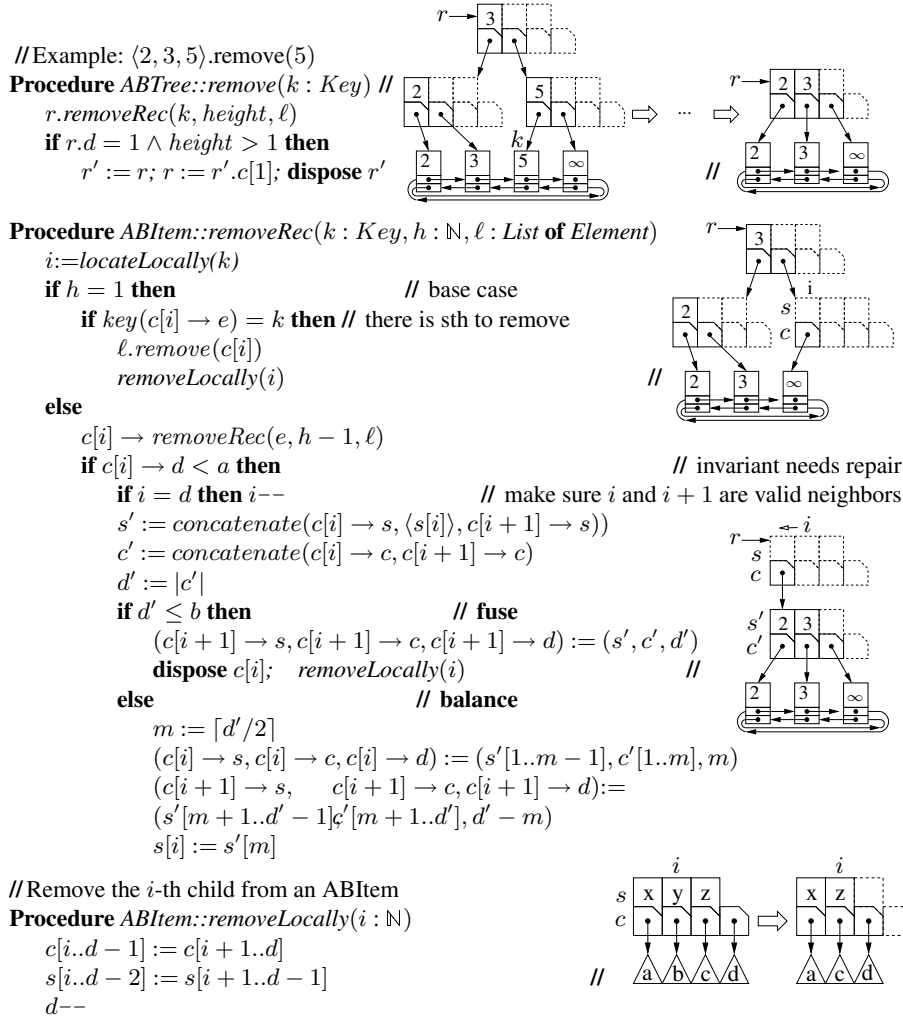 // Example: ⟨2, 3, 5⟩.remove(5)
Procedure ABTree::remove(k : Key) //
r.removeRec(k, height, ℓ)
if r.d = 1 ∧ height > 1 then
r′ := r; r := r′.c[1]; dispose r′
r
3
2
5
k
2 3 5 ∞
...
r
2 3
2 3 ∞
//
Procedure ABItem::removeRec(k : Key, h : ℕ, ℓ : List of Element)
i:=locateLocally(k)
if h = 1 then // base case
if key(c[i] → e) = k then // there is sth to remove
ℓ.remove(c[i])
removeLocally(i)
//
r
3
i
2
s
c
2 3 ∞
else
c[i] → removeRec(e, h − 1, ℓ)
if c[i] → d < a then // invariant needs repair
if i = d then i−− // make sure i and i + 1 are valid neighbors
s′ := concatenate(c[i] → s, ⟨s[i]⟩, c[i + 1] → s))
c′ := concatenate(c[i] → c, c[i + 1] → c)
d′ := |c′|
if d′ ≤ b then // fuse
(c[i + 1] → s, c[i + 1] → c, c[i + 1] → d) := (s′, c′, d′)
dispose c[i]; removeLocally(i) //
i
r
s
c
s′ 2 3
c′
2 3 ∞
else // balance
m := ⌈d′/2⌉
(c[i] → s, c[i] → c, c[i] → d) := (s′[1..m − 1], c′[1..m], m)
(c[i + 1] → s, c[i + 1] → c, c[i + 1] → d):=
(s′[m + 1..d′ − 1], c′[m + 1..d′], d′ − m)
s[i] := s′[m]
// Remove the i-th child from an ABItem
Procedure ABItem::removeLocally(i : ℕ)
c[i..d − 1] := c[i + 1..d]
s[i..d − 2] := s[i + 1..d − 1] //
d−−
i
s x y z
c
a b c d
i
x z
a c d